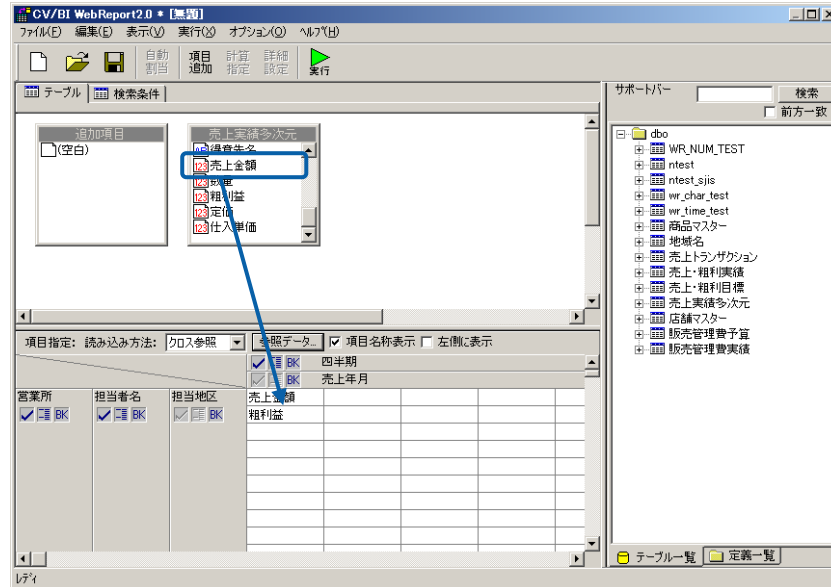 CV/BI WebReport2.0 * [無題]
ファイル(F) 編集(E) 表示(V) 実行(X) オプション(O) ヘルプ(H)
自動割当 項目追加 計算指定 詳細設定 実行
テーブル 検索条件
サポートバー 検索
前方一致
追加項目
(空白)
売上実績多次元
得意先名
売上金額
数量
粗利益
定価
仕入単価
dbo
WR_NUM_TEST
ntest
ntest_sjis
wr_char_test
wr_time_test
商品マスター
地域名
売上トランザクション
売上・粗利実績
売上・粗利目標
売上実績多次元
店舗マスター
販売管理費予算
販売管理費実績
項目指定: 読み込み方法: クロス参照 参照データ... 項目名称表示 左側に表示
BK 四半期
BK 売上年月
営業所 担当者名 担当地区 売上金額
BK BK BK 粗利益
テーブル一覧 定義一覧
レディ